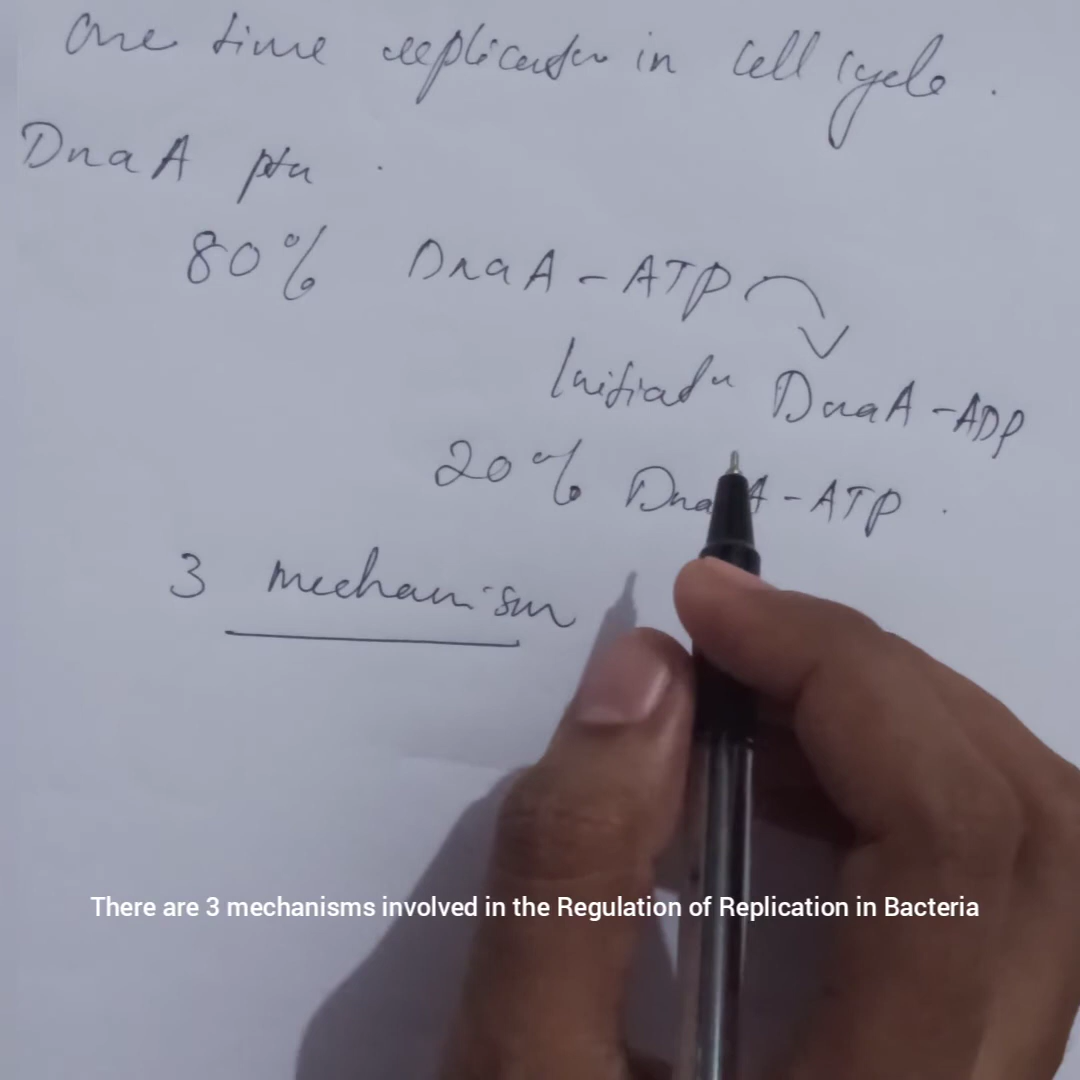 One time replication in cell cycle.
DnaA ptn.
80% DnaA-ATP
Initiatn DnaA-ADP
20% DnaA-ATP.
3 mechanism
There are 3 mechanisms involved in the Regulation of Replication in Bacteria